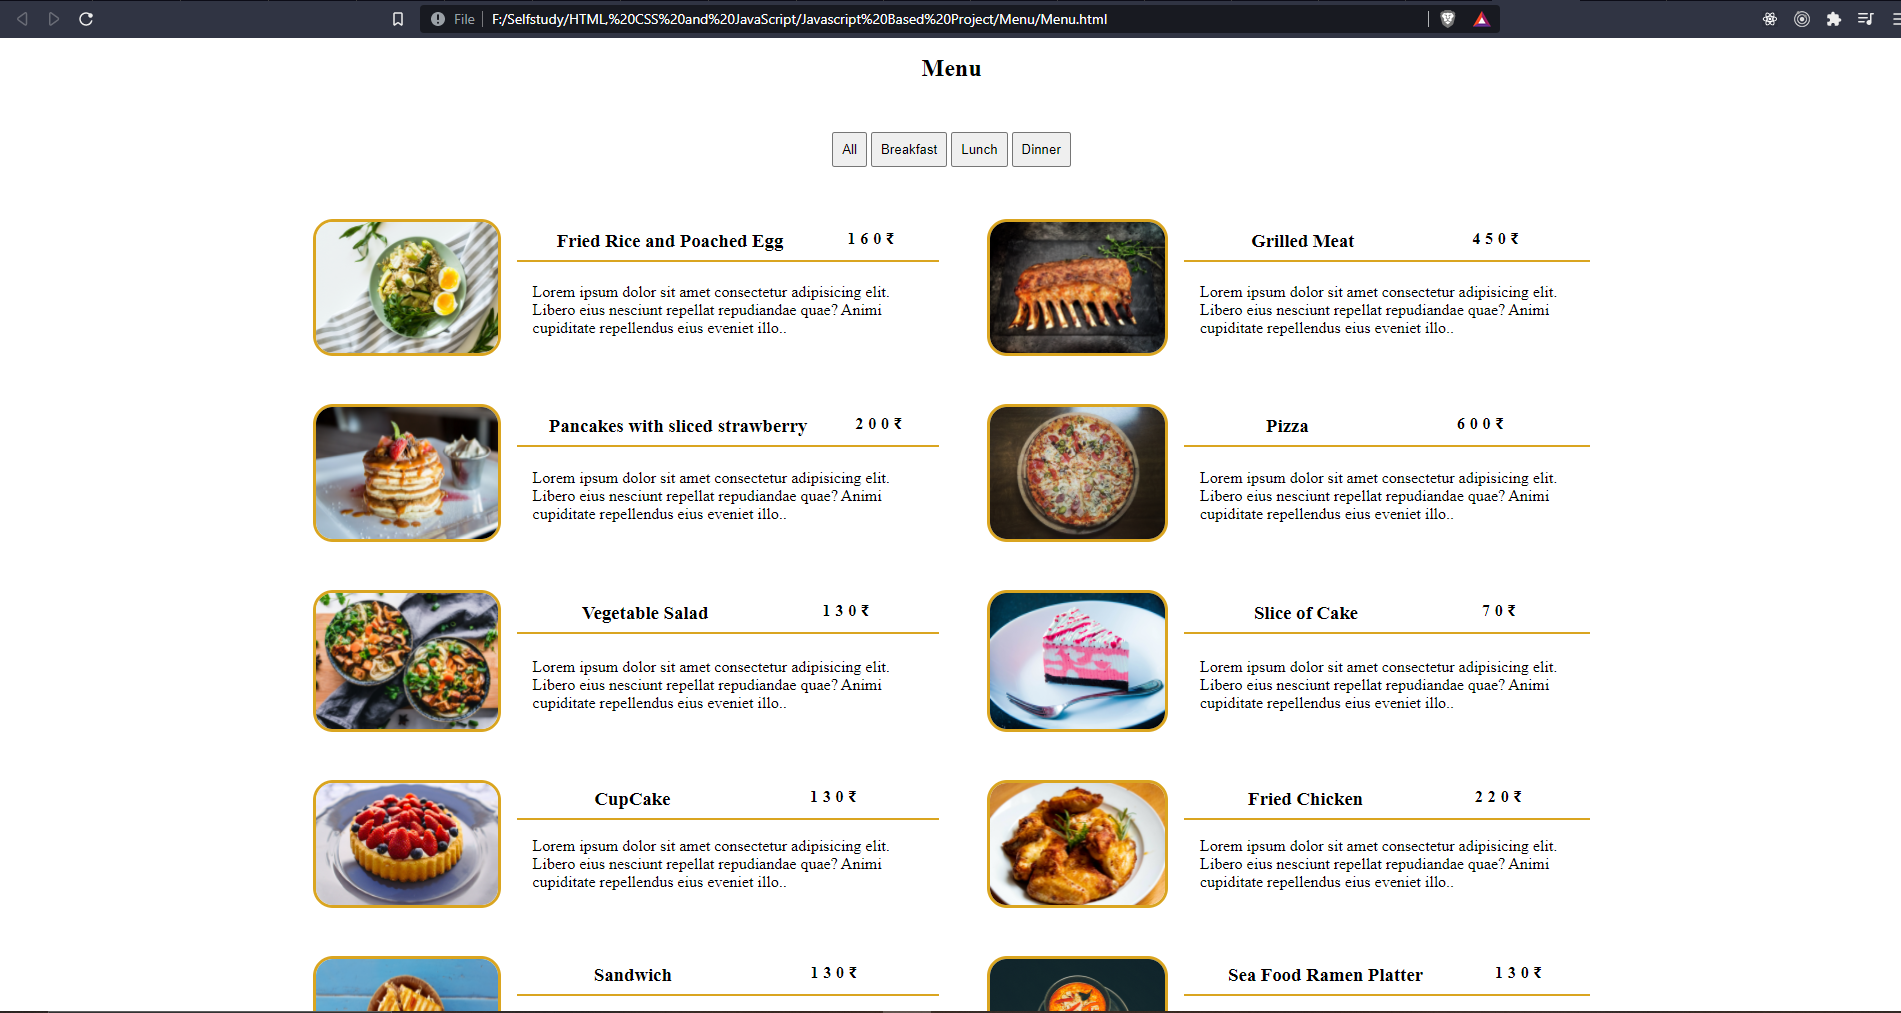 File F:/Selfstudy/HTML,%20CSS%20and%20JavaScript/Javascript%20Based%20Project/Menu/Menu.html
Menu
All Breakfast Lunch Dinner
Fried Rice and Poached Egg 160₹
Lorem ipsum dolor sit amet consectetur adipisicing elit.
Libero eius nesciunt repellat repudiandae quae? Animi
cupiditate repellendus eius eveniet illo..
Grilled Meat 450₹
Lorem ipsum dolor sit amet consectetur adipisicing elit.
Libero eius nesciunt repellat repudiandae quae? Animi
cupiditate repellendus eius eveniet illo..
Pancakes with sliced strawberry 200₹
Lorem ipsum dolor sit amet consectetur adipisicing elit.
Libero eius nesciunt repellat repudiandae quae? Animi
cupiditate repellendus eius eveniet illo..
Pizza 600₹
Lorem ipsum dolor sit amet consectetur adipisicing elit.
Libero eius nesciunt repellat repudiandae quae? Animi
cupiditate repellendus eius eveniet illo..
Vegetable Salad 130₹
Lorem ipsum dolor sit amet consectetur adipisicing elit.
Libero eius nesciunt repellat repudiandae quae? Animi
cupiditate repellendus eius eveniet illo..
Slice of Cake 70₹
Lorem ipsum dolor sit amet consectetur adipisicing elit.
Libero eius nesciunt repellat repudiandae quae? Animi
cupiditate repellendus eius eveniet illo..
CupCake 130₹
Lorem ipsum dolor sit amet consectetur adipisicing elit.
Libero eius nesciunt repellat repudiandae quae? Animi
cupiditate repellendus eius eveniet illo..
Fried Chicken 220₹
Lorem ipsum dolor sit amet consectetur adipisicing elit.
Libero eius nesciunt repellat repudiandae quae? Animi
cupiditate repellendus eius eveniet illo..
Sandwich 130₹
Sea Food Ramen Platter 130₹